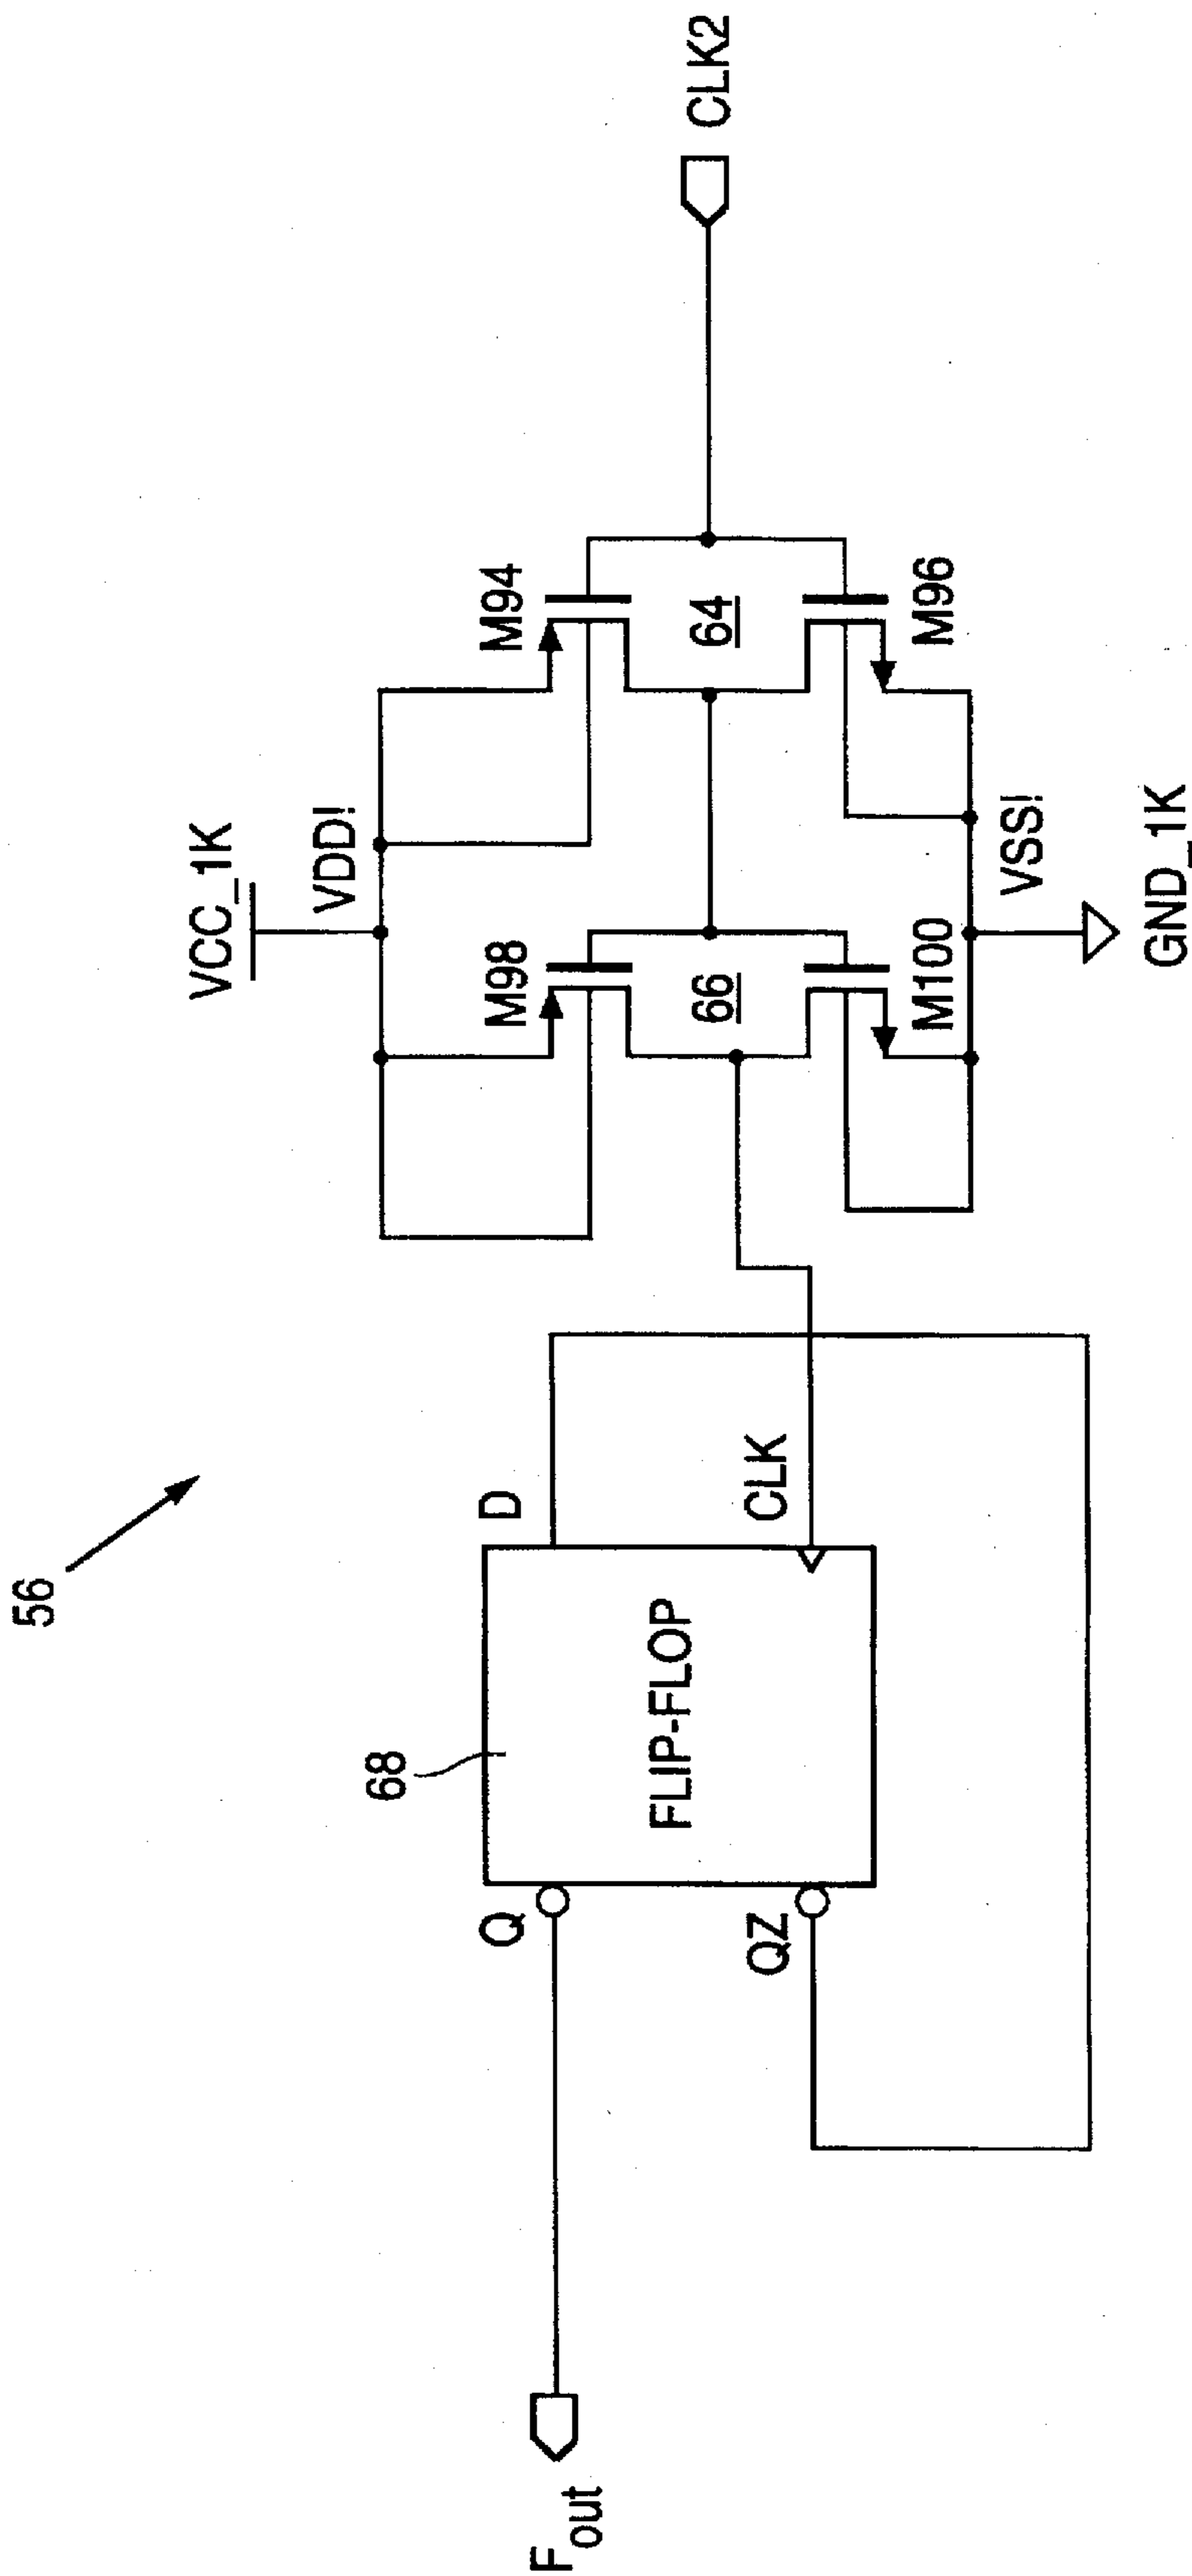 56
VCC_1K
VDD!
M98
M94
66
64
M100
M96
VSS!
GND_1K
CLK2
68
Q
D
FLIP-FLOP
QZ
CLK
Fout